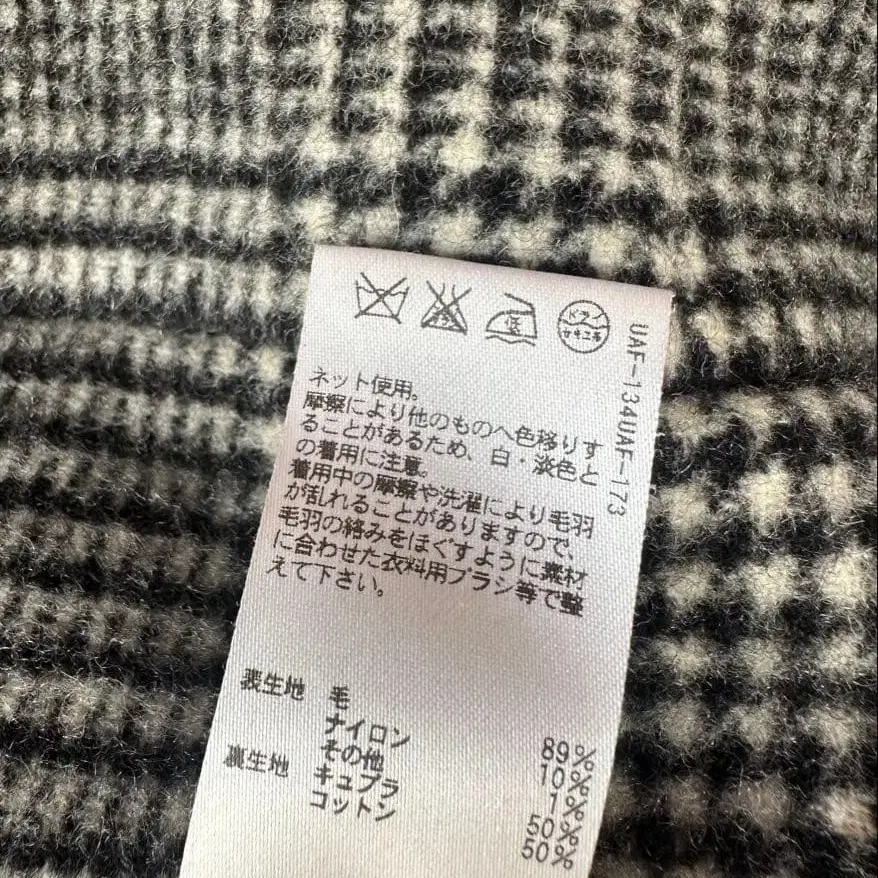 低
ドライ
セキユ系
UAF-134UAF-173
ネット使用。
摩擦により他のものへ色移りす
ることがあるため、白・淡色と
の着用に注意。
着用中の摩擦や洗濯により毛羽
が乱れることがありますので、
毛羽の絡みをほぐすように素材
に合わせた衣料用ブラシ等で整
えて下さい。
表生地 毛 89%
ナイロン 10%
その他 1%
裏生地 キュプラ 50%
コットン 50%